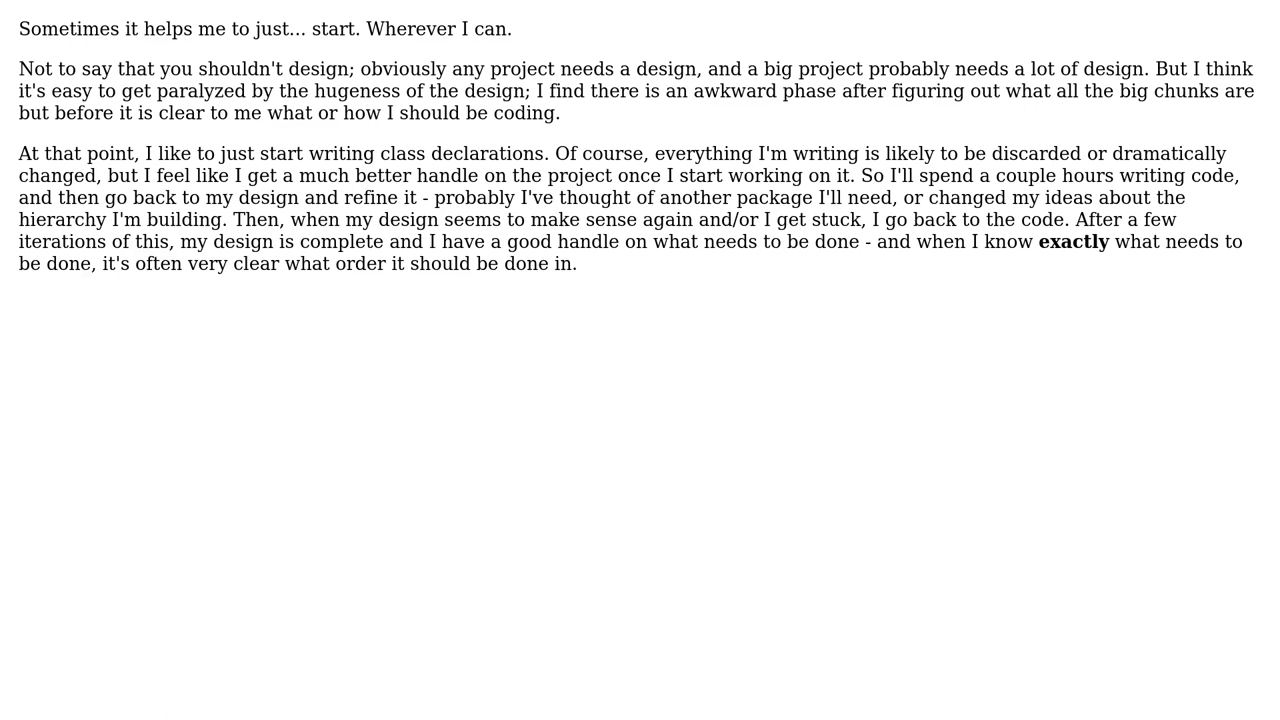 Sometimes it helps me to just... start. Wherever I can.
Not to say that you shouldn't design; obviously any project needs a design, and a big project probably needs a lot of design. But I think
it's easy to get paralyzed by the hugeness of the design; I find there is an awkward phase after figuring out what all the big chunks are
but before it is clear to me what or how I should be coding.
At that point, I like to just start writing class declarations. Of course, everything I'm writing is likely to be discarded or dramatically
changed, but I feel like I get a much better handle on the project once I start working on it. So I'll spend a couple hours writing code,
and then go back to my design and refine it - probably I've thought of another package I'll need, or changed my ideas about the
hierarchy I'm building. Then, when my design seems to make sense again and/or I get stuck, I go back to the code. After a few
iterations of this, my design is complete and I have a good handle on what needs to be done - and when I know exactly what needs to
be done, it's often very clear what order it should be done in.